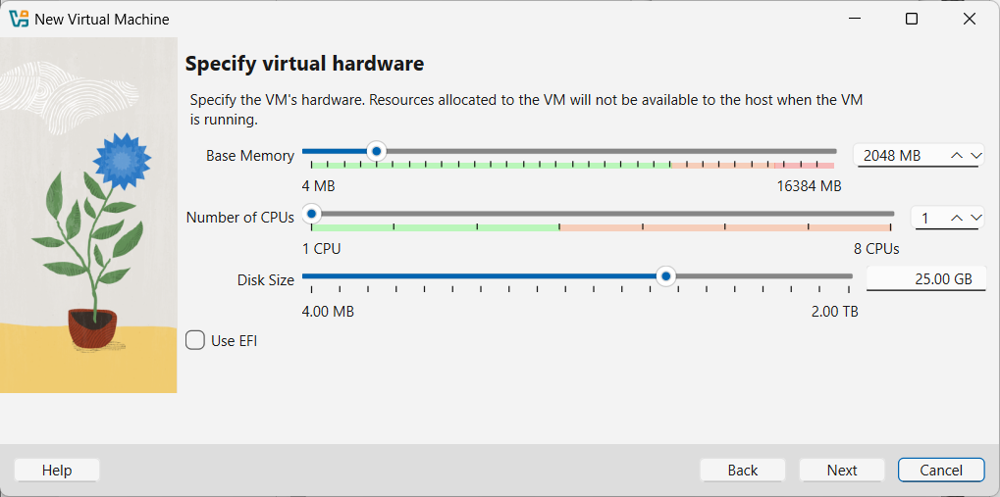 New Virtual Machine
Specify virtual hardware
Specify the VM's hardware. Resources allocated to the VM will not be available to the host when the VM
is running.
Base Memory 2048 MB
4 MB 16384 MB
Number of CPUs 1
1 CPU 8 CPUs
Disk Size 25.00 GB
4.00 MB 2.00 TB
Use EFI
Help Back Next Cancel